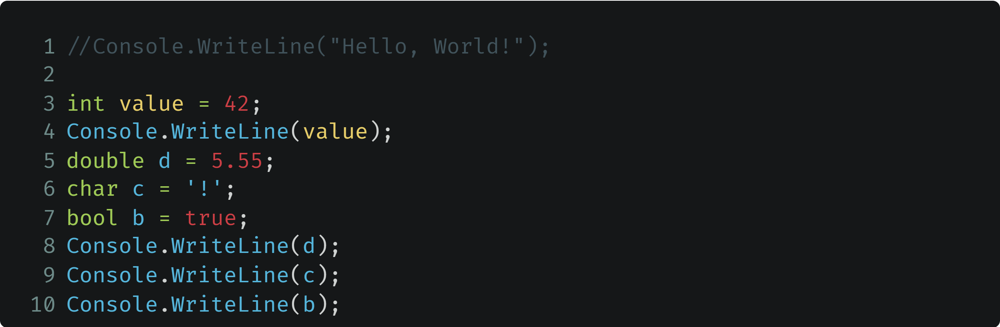 1 //Console.WriteLine("Hello, World!");
2
3 int value = 42;
4 Console.WriteLine(value);
5 double d = 5.55;
6 char c = '!';
7 bool b = true;
8 Console.WriteLine(d);
9 Console.WriteLine(c);
10 Console.WriteLine(b);